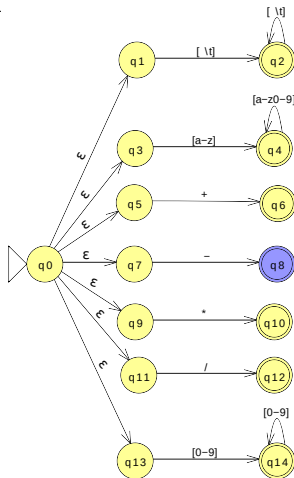 [ \t]
q1 [ \t] q2
[a-z0-9]
ε
q3 [a-z] q4
ε
q5 + q6
ε
q0 ε q7 - q8
ε
q9 * q10
ε
q11 / q12
ε
[0-9]
q13 [0-9] q14